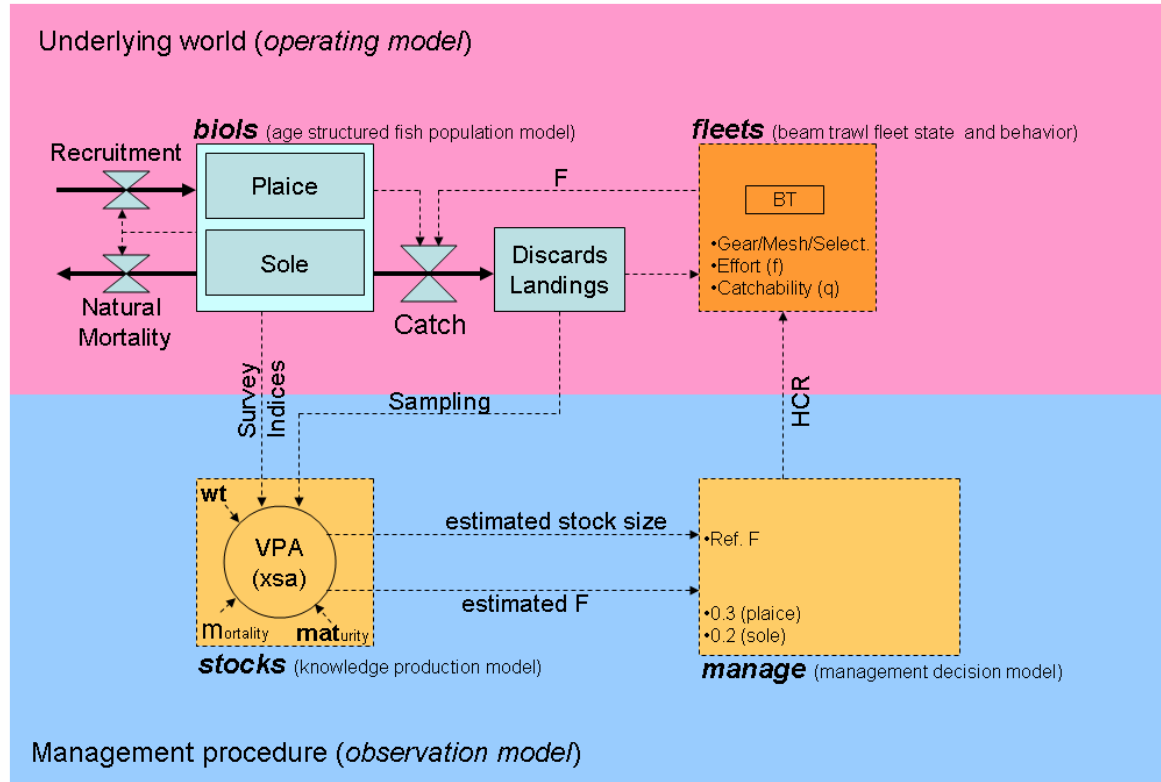 Underlying world (operating model)
biols (age structured fish population model)
fleets (beam trawl fleet state and behavior)
Recruitment
Plaice
F
BT
Sole
Discards
Landings
•Gear/Mesh/Select.
•Effort (f)
•Catchability (q)
Natural
Mortality
Catch
Survey
Indices
Sampling
HCR
wt
VPA
(xsa)
mortality
maturity
estimated stock size
estimated F
•Ref. F
•0.3 (plaice)
•0.2 (sole)
stocks (knowledge production model)
manage (management decision model)
Management procedure (observation model)